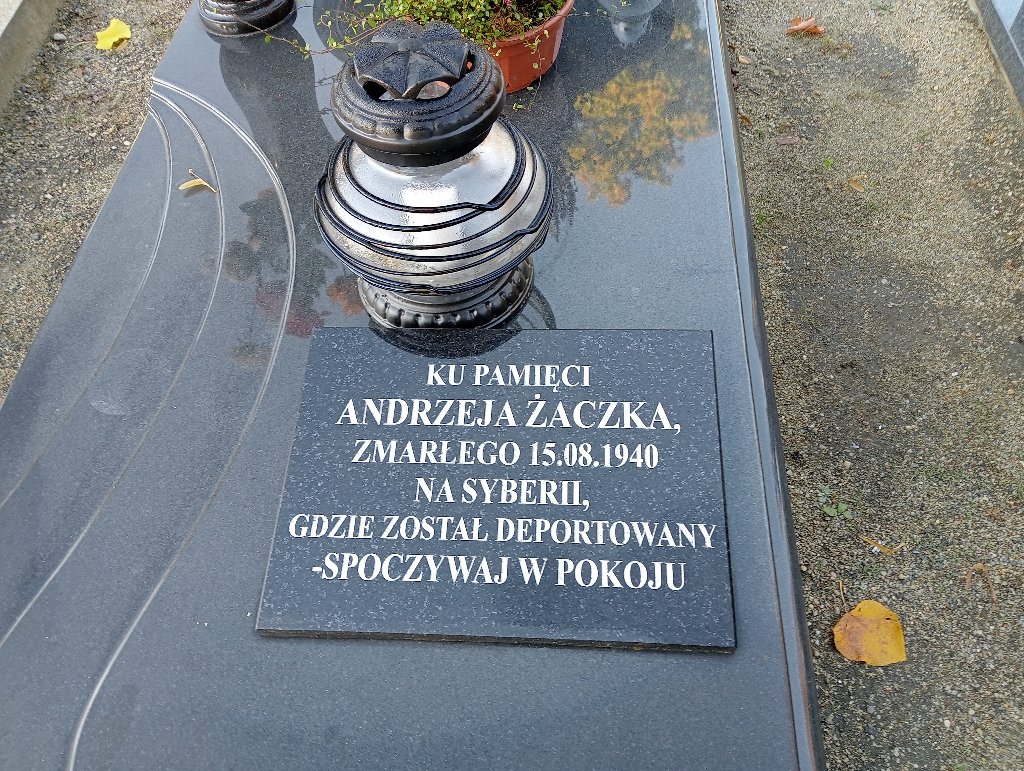 KU PAMIĘCI
ANDRZEJA ŻACZKA,
ZMARŁEGO 15.08.1940
NA SYBERII,
GDZIE ZOSTAŁ DEPORTOWANY
-SPOCZYWAJ W POKOJU